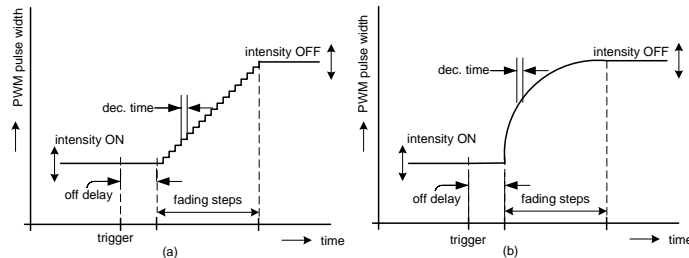 PWM pulse width
intensity OFF
dec. time
intensity ON
off delay
fading steps
trigger
time
(a)
PWM pulse width
intensity OFF
dec. time
intensity ON
off delay
fading steps
trigger
time
(b)